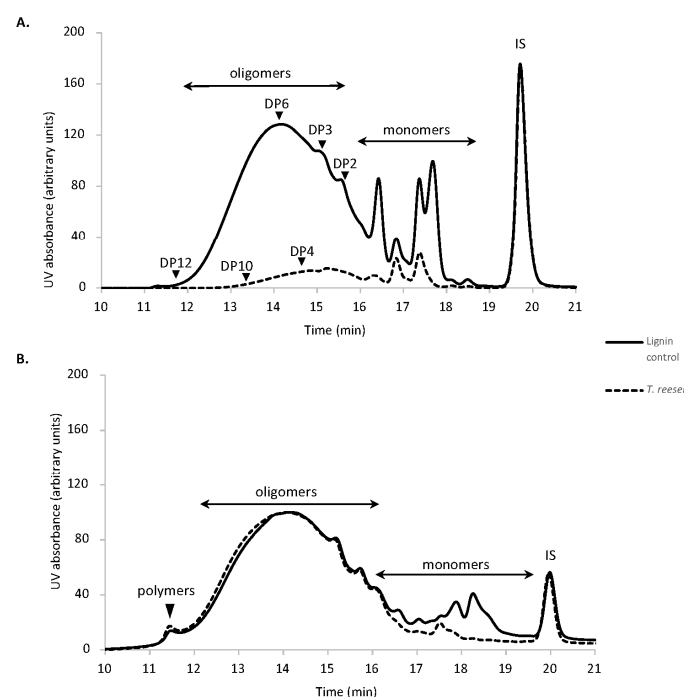 A.
200
160
120
80
40
0
UV absorbance (arbitrary units)
oligomers
DP6
DP3
DP2
DP12
DP10
DP4
monomers
IS
10 11 12 13 14 15 16 17 18 19 20 21
Time (min)
Lignin
control
T. reesei
B.
200
160
120
80
40
0
UV absorbance (arbitrary units)
polymers
oligomers
monomers
IS
10 11 12 13 14 15 16 17 18 19 20 21
Time (min)